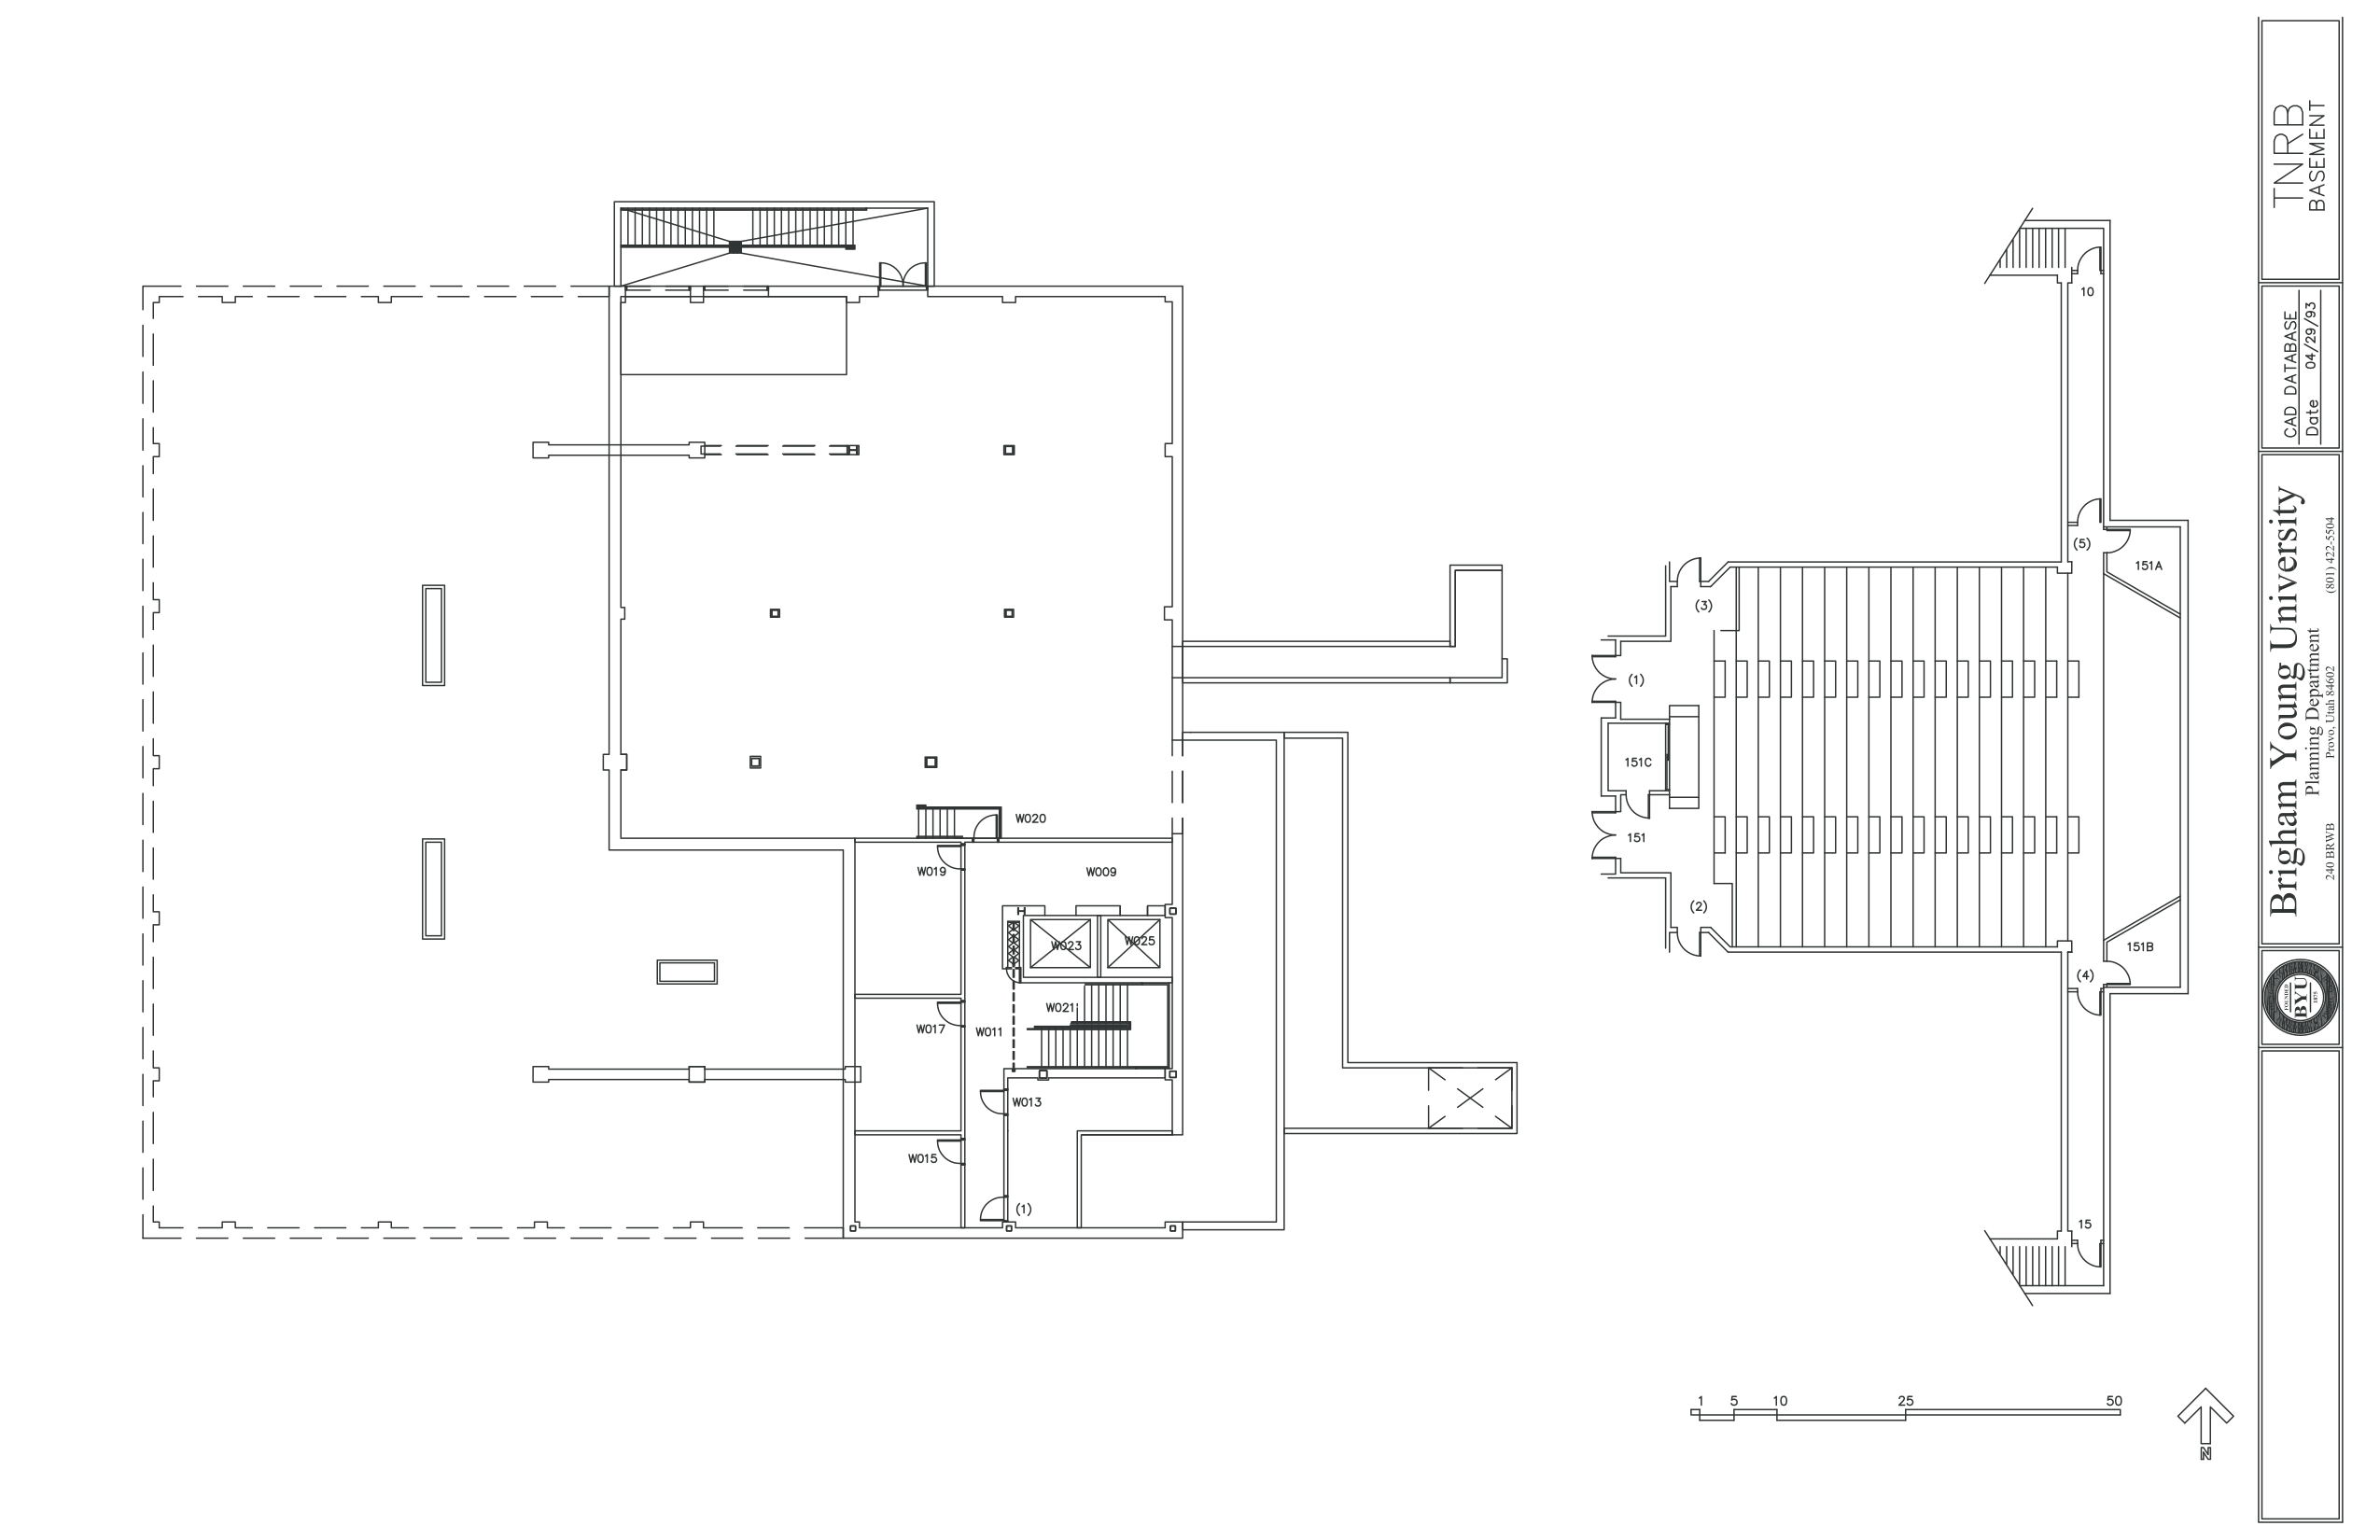 10
(5)
151A
(3)
(1)
151C
W020
151
W019
W009
(2)
W023
W025
151B
(4)
W021
W017
W011
W013
W015
(1)
15
1 5 10 25 50
N
TNRB
BASEMENT
CAD DATABASE
Date 04/29/93
Brigham Young University
Planning Department
240 BRWB Provo, Utah 84602 (801) 422-5504
FOUNDED
BYU
1875